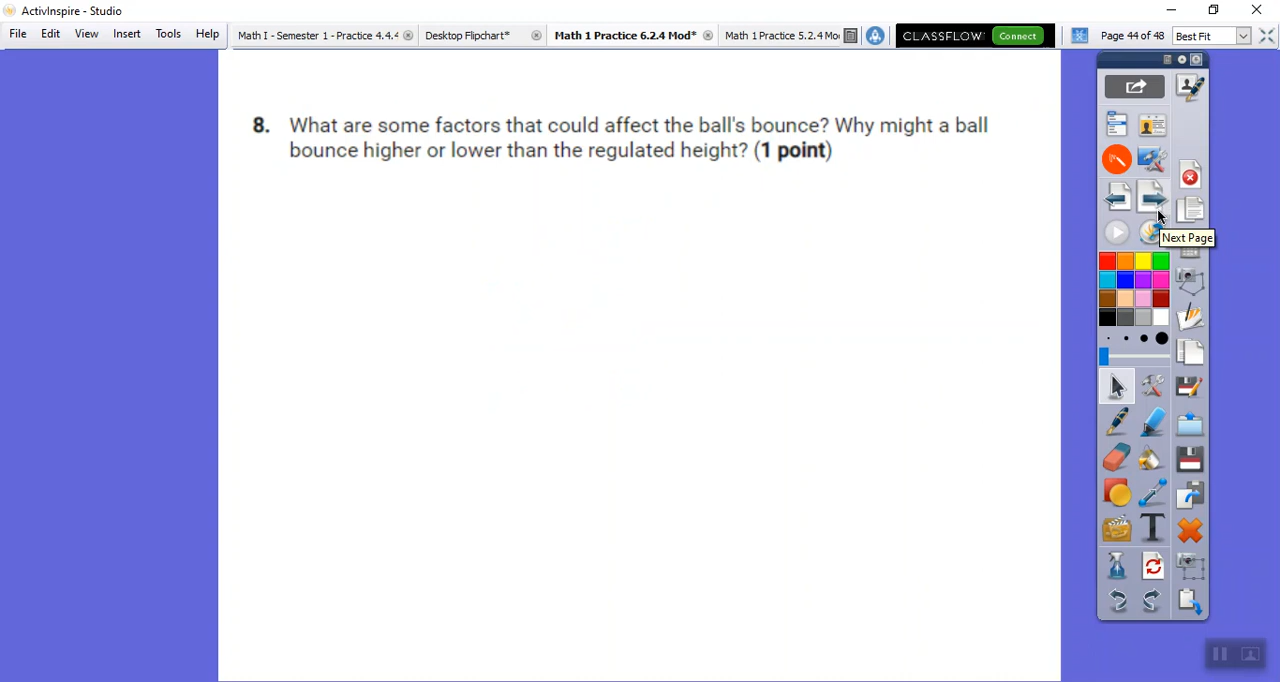 ActivInspire - Studio
File Edit View Insert Tools Help
Math I - Semester 1 - Practice 4.4.4
Desktop Flipchart*
Math 1 Practice 6.2.4 Mod*
Math 1 Practice 5.2.4 Mo
CLASSFLOW Connect
Page 44 of 48
Best Fit
8. What are some factors that could affect the ball's bounce? Why might a ball
bounce higher or lower than the regulated height? (1 point)
Next Page
T